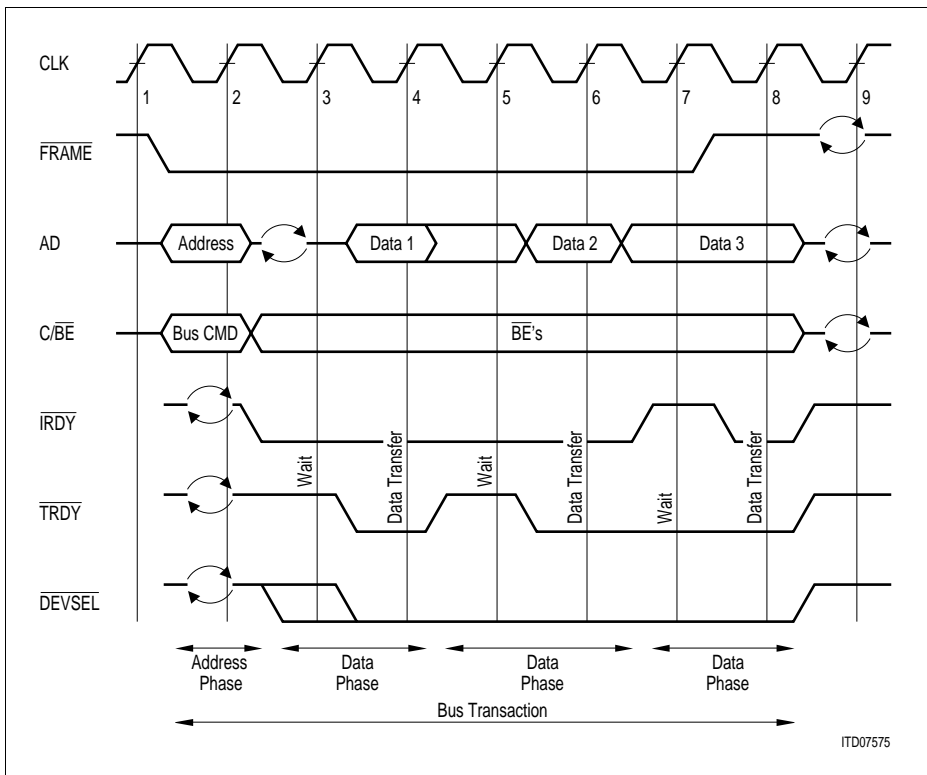 CLK
1 2 3 4 5 6 7 8 9
FRAME
AD
Address
Data 1
Data 2
Data 3
C/BE
Bus CMD
BE's
IRDY
Wait
Data Transfer
Wait
Data Transfer
Wait
Data Transfer
TRDY
DEVSEL
Address
Phase
Data
Phase
Data
Phase
Data
Phase
Bus Transaction
ITD07575